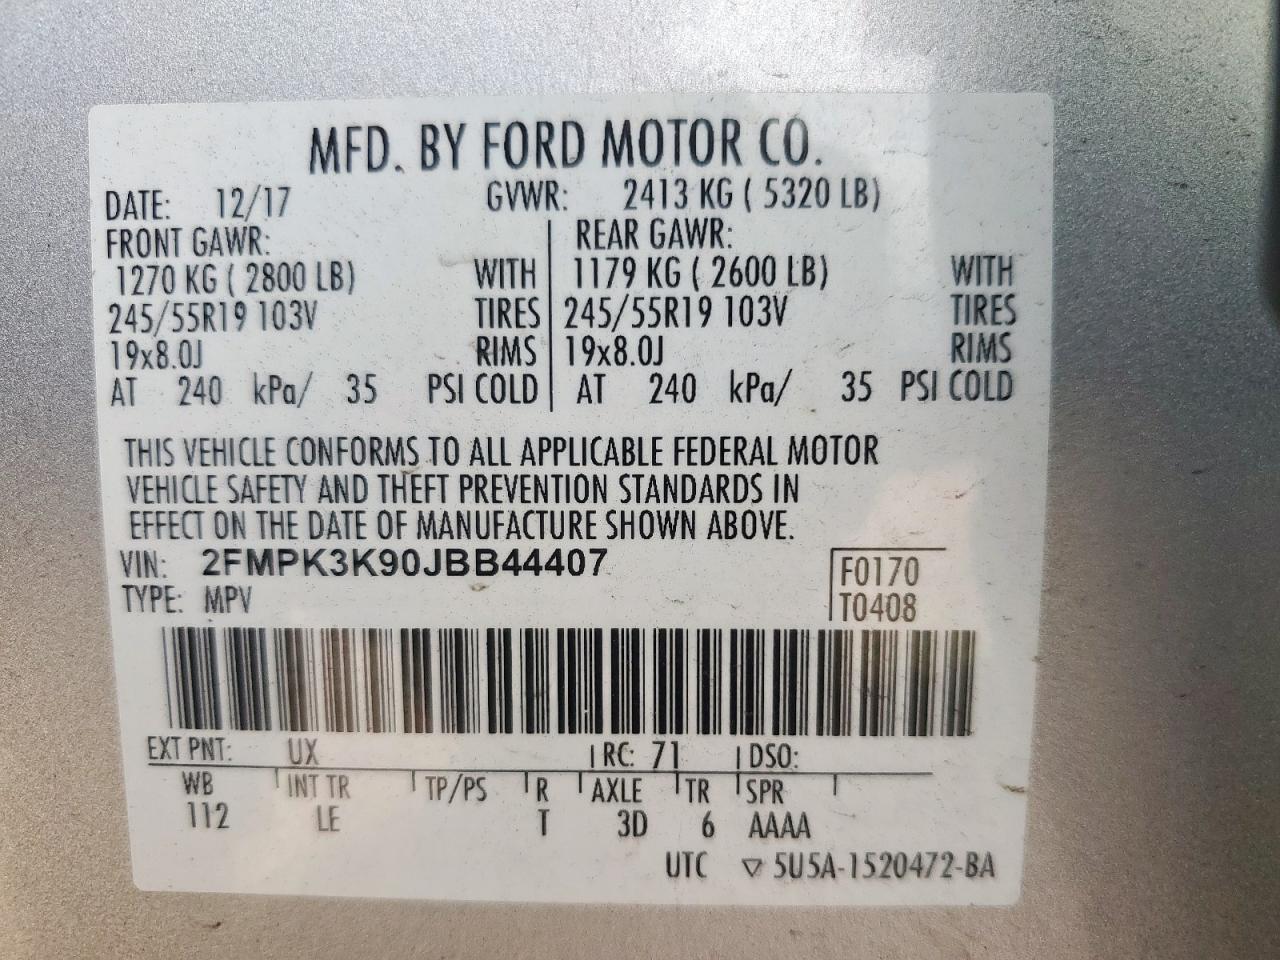 MFD. BY FORD MOTOR CO.
DATE: 12/17 GVWR: 2413 KG ( 5320 LB)
FRONT GAWR: REAR GAWR:
1270 KG ( 2800 LB) WITH 1179 KG ( 2600 LB) WITH
245/55R19 103V TIRES 245/55R19 103V TIRES
19x8.0J RIMS 19x8.0J RIMS
AT 240 kPa/ 35 PSI COLD AT 240 kPa/ 35 PSI COLD
THIS VEHICLE CONFORMS TO ALL APPLICABLE FEDERAL MOTOR
VEHICLE SAFETY AND THEFT PREVENTION STANDARDS IN
EFFECT ON THE DATE OF MANUFACTURE SHOWN ABOVE.
VIN: 2FMPK3K90JBB44407 F0170
TYPE: MPV T0408
EXT PNT: UX RC: 71 DSO:
WB INT TR TP/PS R AXLE TR SPR
112 LE T 3D 6 AAAA
UTC ▽ 5U5A-1520472-BA